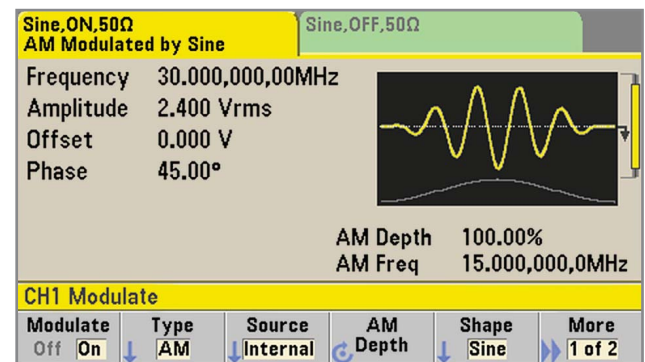 Sine,ON,50Ω
AM Modulated by Sine
Sine,OFF,50Ω
Frequency 30.000,000,00MHz
Amplitude 2.400 Vrms
Offset 0.000 V
Phase 45.00°
AM Depth 100.00%
AM Freq 15.000,000,0MHz
CH1 Modulate
Modulate Off On
Type AM
Source Internal
AM Depth
Shape Sine
More 1 of 2